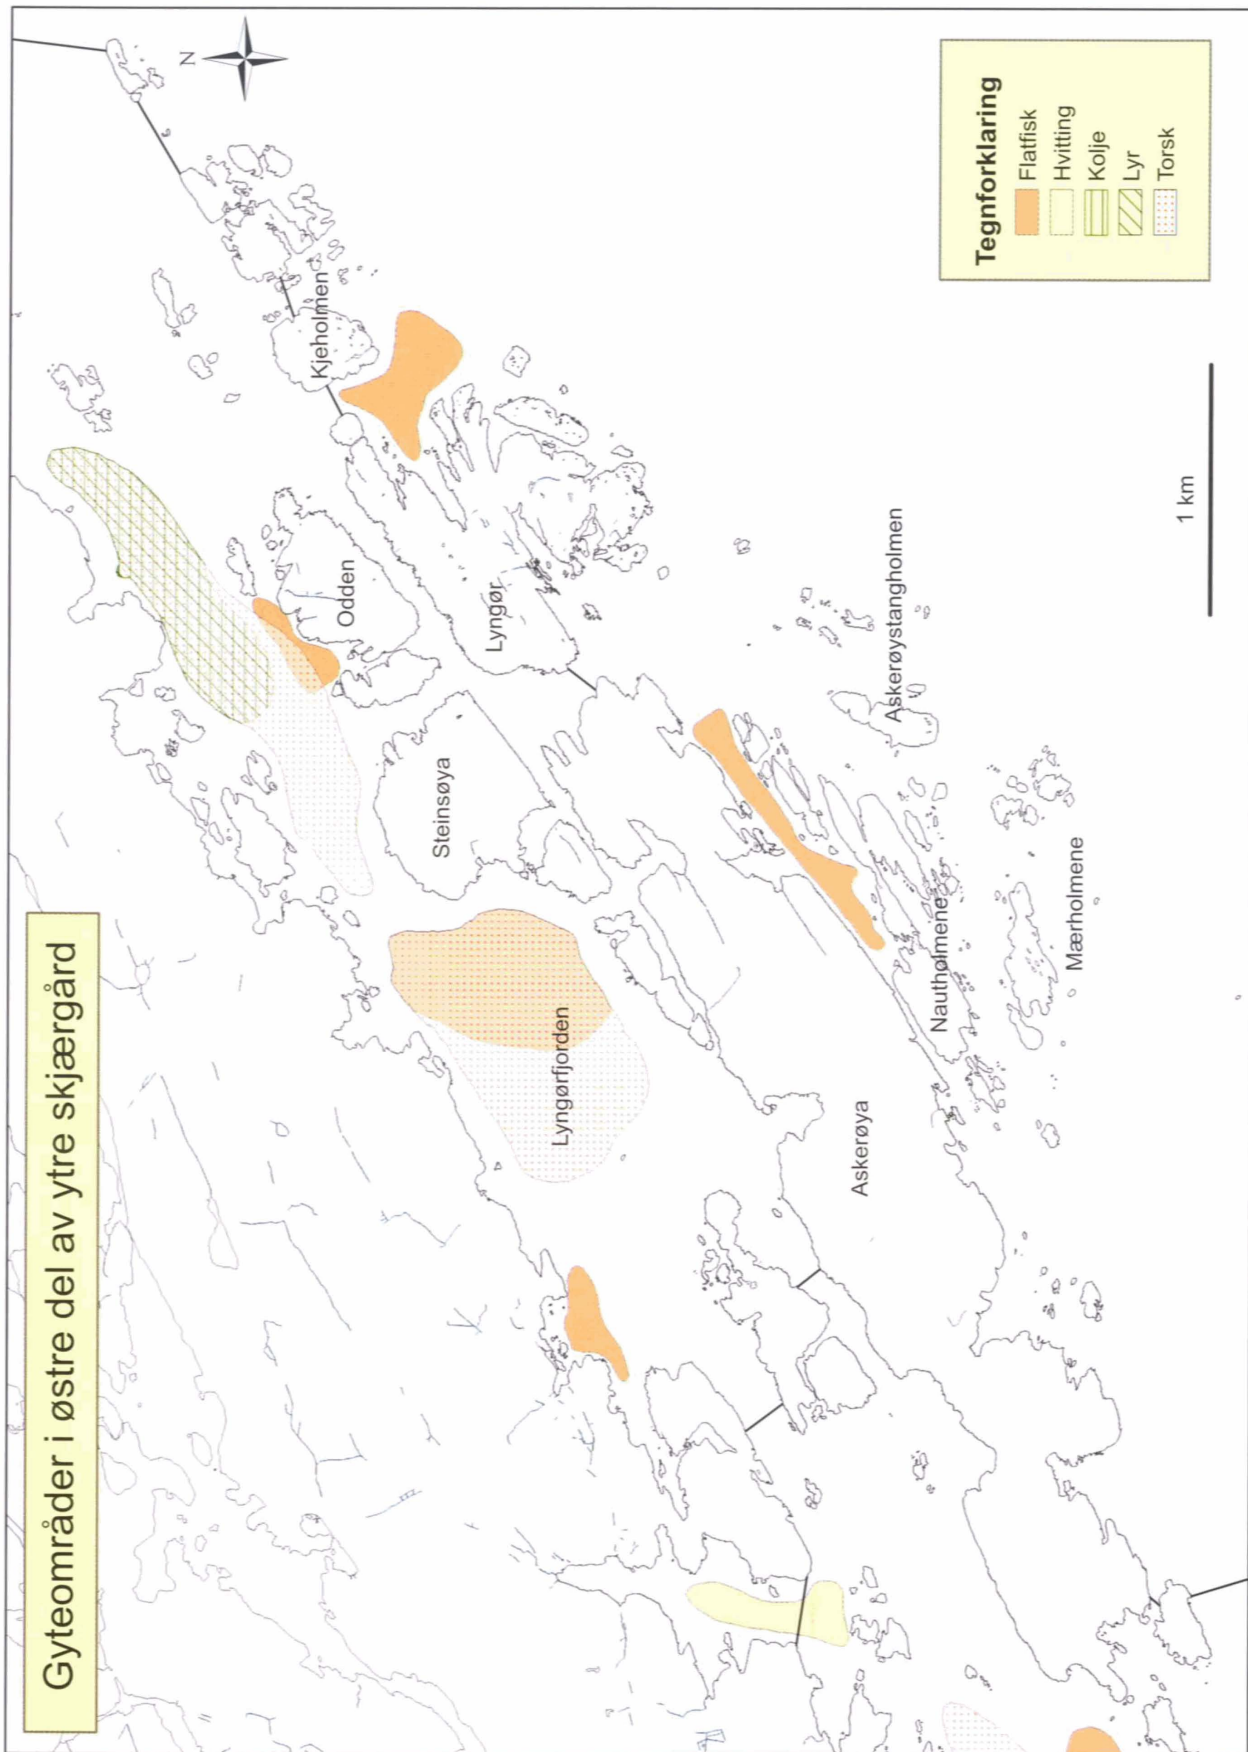 Gyteområder i østre del av ytre skjærgård
N
Kjeholmen
Odden
Lyngør
Steinsøya
Askerøystangholmen
Lyngørfjorden
Nautholmene
Mærholmene
Askerøya
1 km
Tegnforklaring
Flatfisk
Hvitting
Kolje
Lyr
Torsk